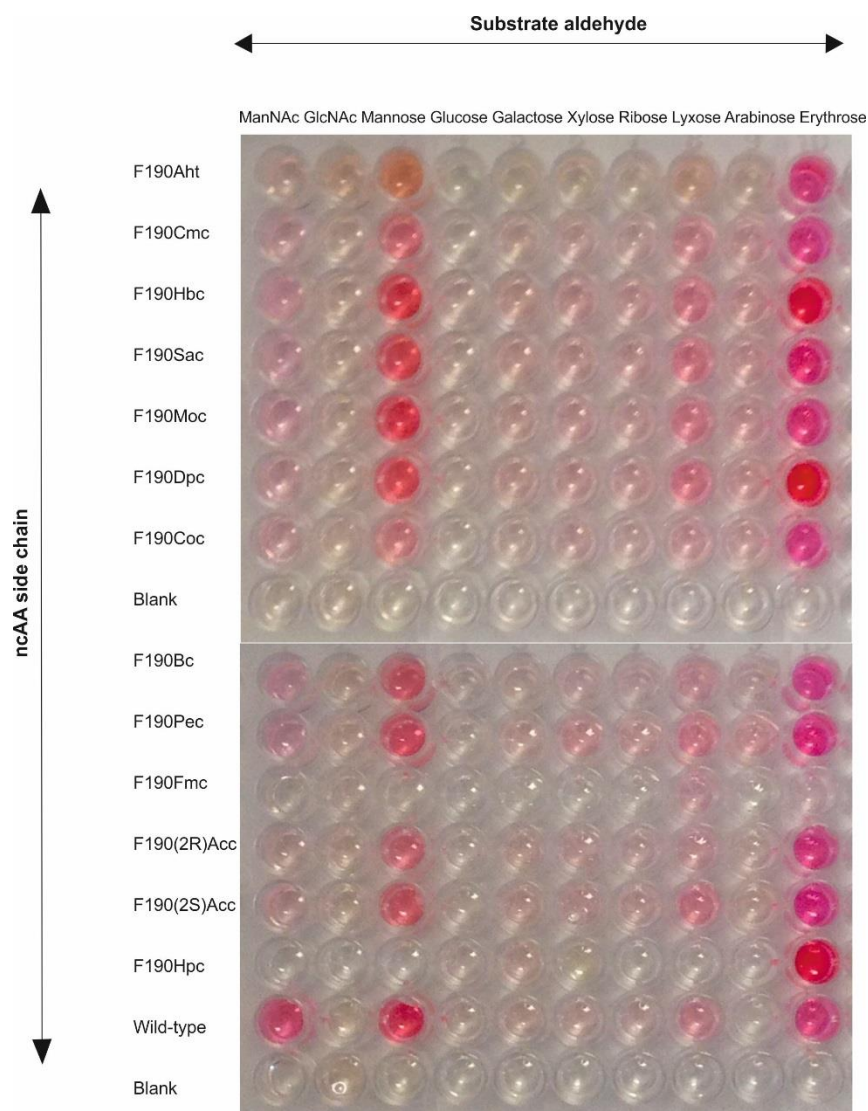 Substrate aldehyde
ManNAc GlcNAc Mannose Glucose Galactose Xylose Ribose Lyxose Arabinose Erythrose
F190Aht
F190Cmc
F190Hbc
F190Sac
F190Moc
F190Dpc
F190Coc
Blank
F190Bc
F190Pec
F190Fmc
F190(2R)Acc
F190(2S)Acc
F190Hpc
Wild-type
Blank
ncAA side chain